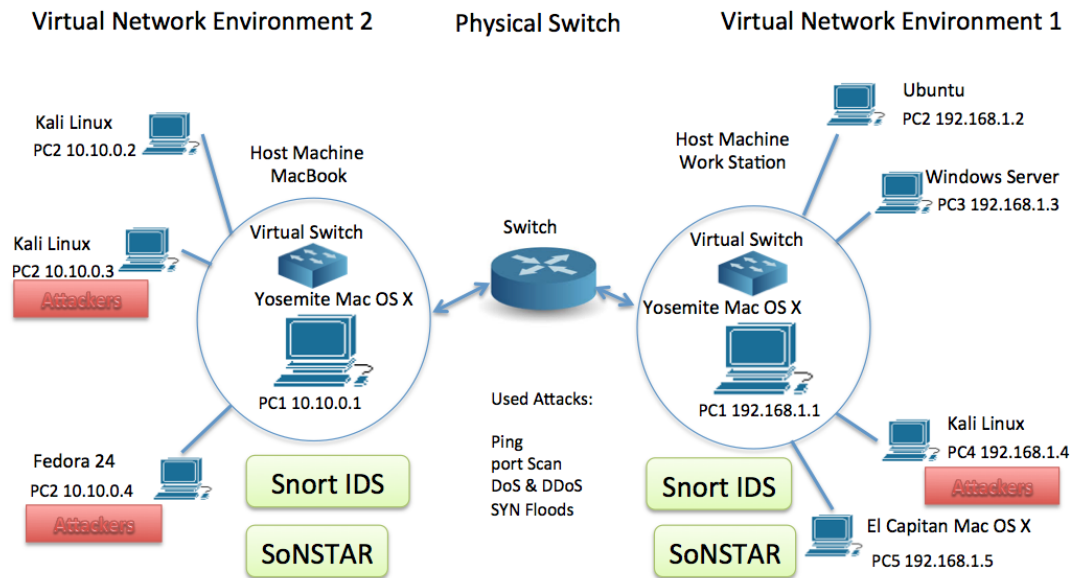 Virtual Network Environment 2
Physical Switch
Virtual Network Environment 1
Kali Linux
PC2 10.10.0.2
Host Machine
MacBook
Kali Linux
PC2 10.10.0.3
Attackers
Virtual Switch
Yosemite Mac OS X
PC1 10.10.0.1
Fedora 24
PC2 10.10.0.4
Attackers
Snort IDS
SoNSTAR
Switch
Used Attacks:
Ping
port Scan
DoS & DDoS
SYN Floods
Host Machine
Work Station
Ubuntu
PC2 192.168.1.2
Windows Server
PC3 192.168.1.3
Virtual Switch
Yosemite Mac OS X
PC1 192.168.1.1
Kali Linux
PC4 192.168.1.4
Attackers
Snort IDS
SoNSTAR
El Capitan Mac OS X
PC5 192.168.1.5